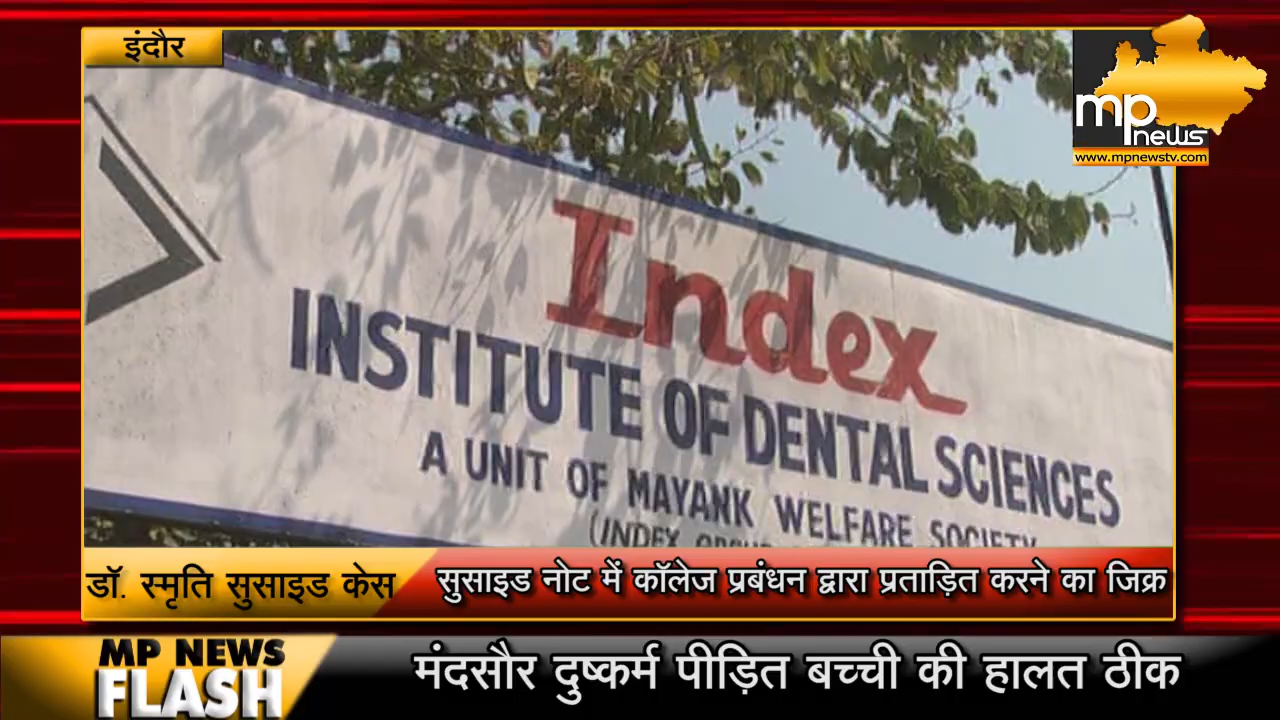 इंदौर
mp
news
www.mpnewstv.com
Index
INSTITUTE OF DENTAL SCIENCES
A UNIT OF MAYANK WELFARE SOCIETY
(INDEX
डॉ. स्मृति सुसाइड केस
सुसाइड नोट में कॉलेज प्रबंधन द्वारा प्रताड़ित करने का जिक्र
MP NEWS
FLASH
मंदसौर दुष्कर्म पीड़ित बच्ची की हालत ठीक